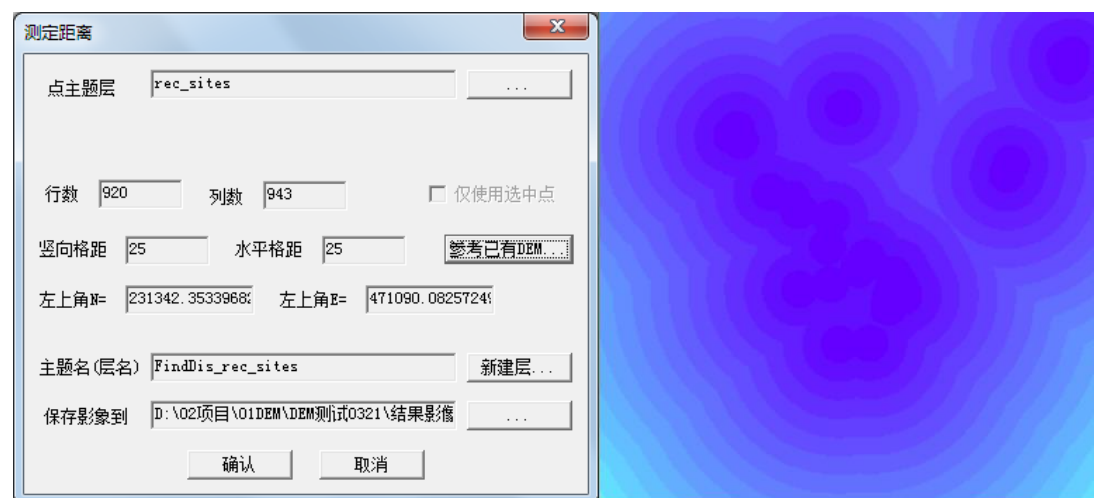 测定距离
点主题层 rec_sites ...
行数 920 列数 943 仅使用选中点
竖向格距 25 水平格距 25 参考已有DEM...
左上角N= 231342.3533968 左上角E= 471090.0825724
主题名(层名) FindDis_rec_sites 新建层...
保存影象到 D:\02项目\01DEM\DEM测试0321\结果影像 ...
确认 取消